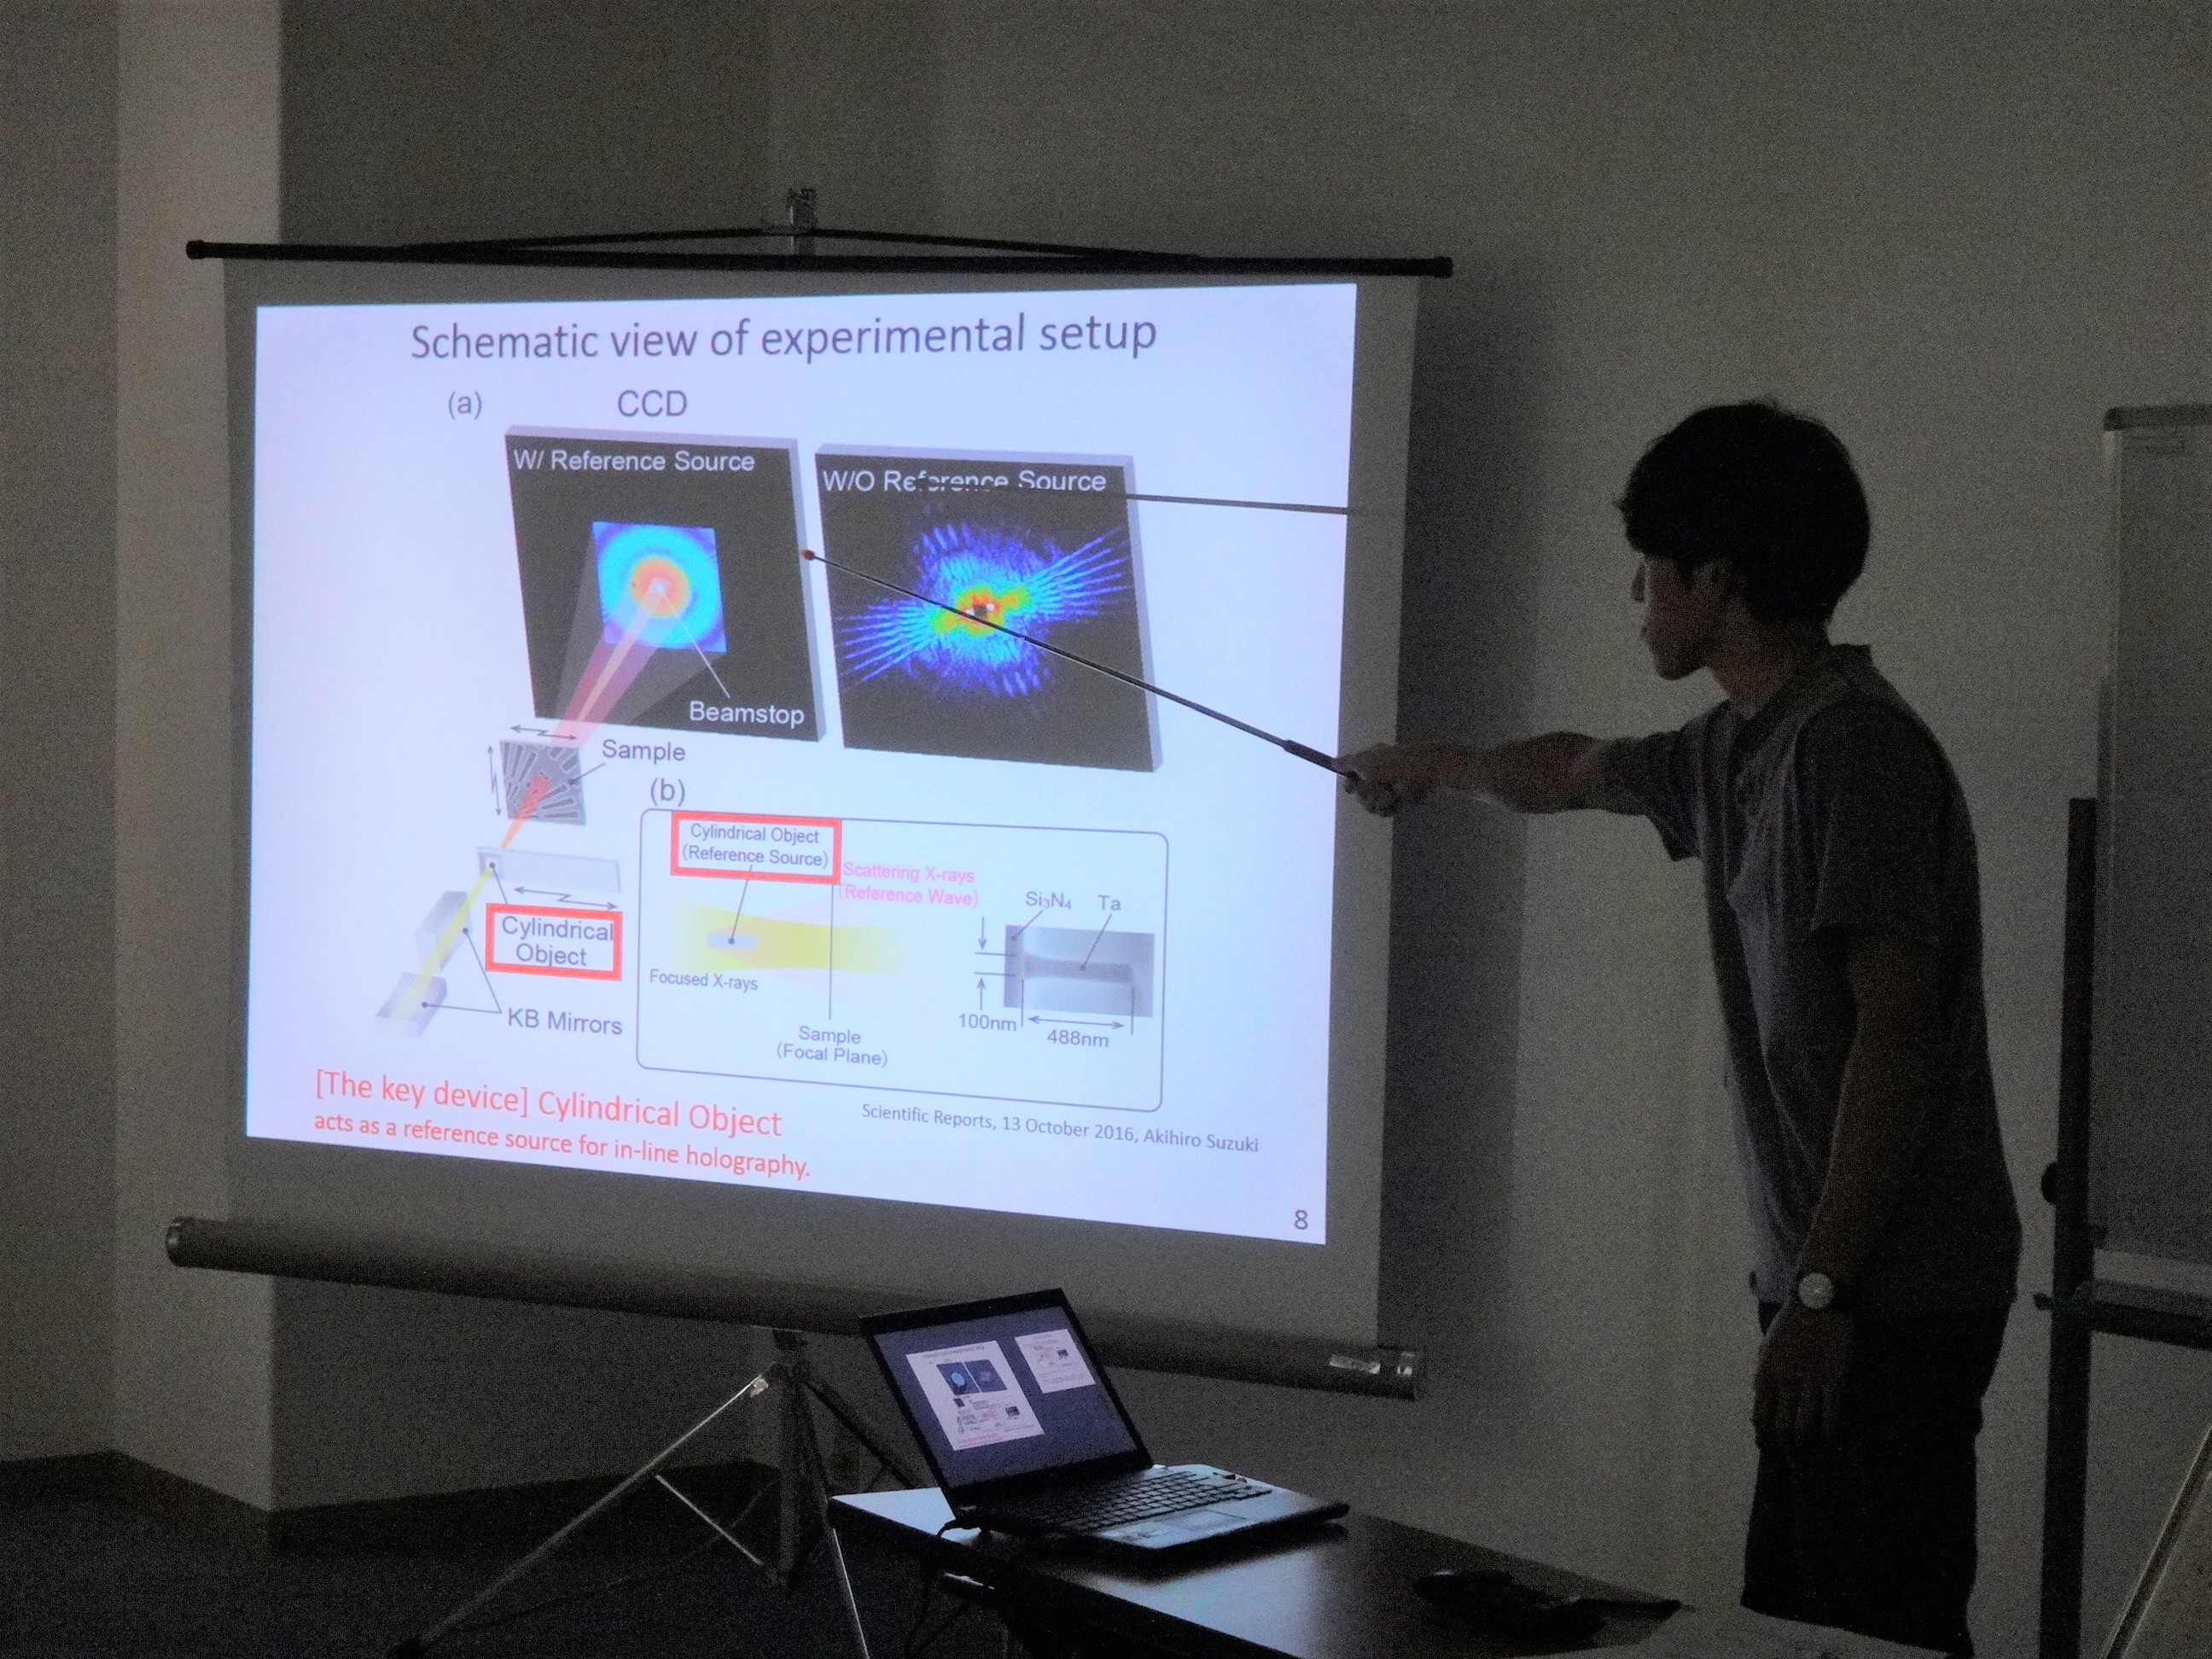 Schematic view of experimental setup
(a)
CCD
W/ Reference Source
W/O Reference Source
Beamstop
Sample
(b)
Cylindrical Object
(Reference Source)
Scattering X-rays
(Reference Wave)
Si₃N₄
Ta
Cylindrical
Object
Focused X-rays
100nm
488nm
KB Mirrors
Sample
(Focal Plane)
[The key device] Cylindrical Object
acts as a reference source for in-line holography.
Scientific Reports, 13 October 2016, Akihiro Suzuki
8